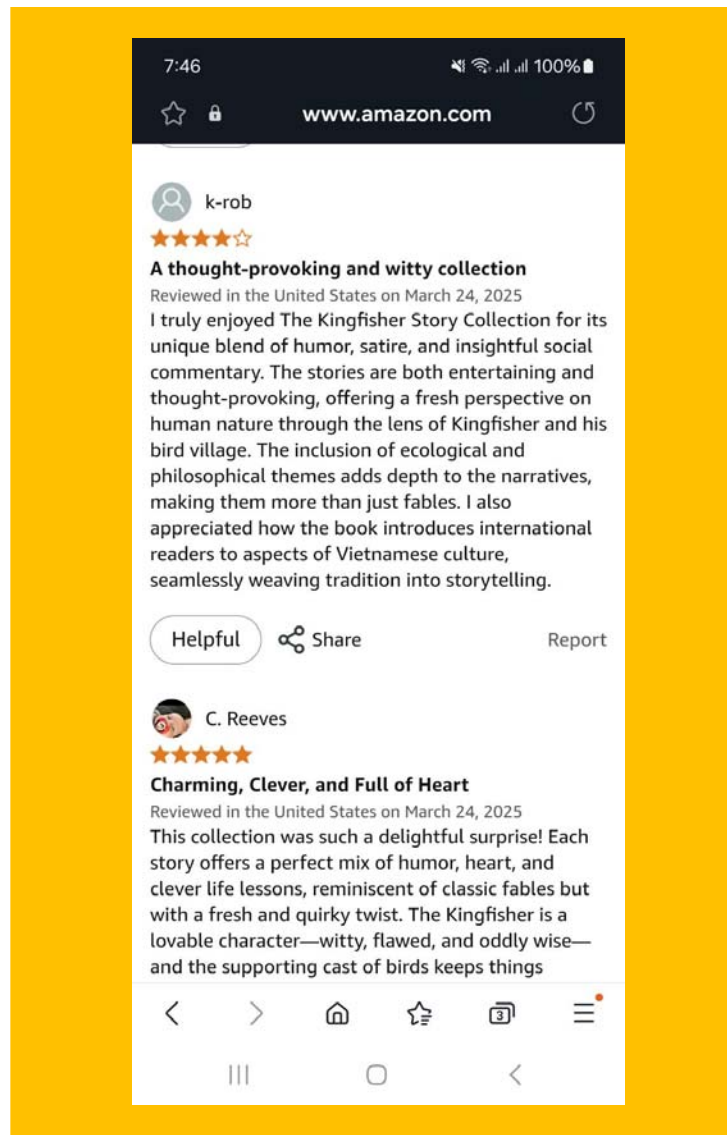 7:46 100%
www.amazon.com
k-rob
A thought-provoking and witty collection
Reviewed in the United States on March 24, 2025
I truly enjoyed The Kingfisher Story Collection for its
unique blend of humor, satire, and insightful social
commentary. The stories are both entertaining and
thought-provoking, offering a fresh perspective on
human nature through the lens of Kingfisher and his
bird village. The inclusion of ecological and
philosophical themes adds depth to the narratives,
making them more than just fables. I also
appreciated how the book introduces international
readers to aspects of Vietnamese culture,
seamlessly weaving tradition into storytelling.
Helpful Share Report
C. Reeves
Charming, Clever, and Full of Heart
Reviewed in the United States on March 24, 2025
This collection was such a delightful surprise! Each
story offers a perfect mix of humor, heart, and
clever life lessons, reminiscent of classic fables but
with a fresh and quirky twist. The Kingfisher is a
lovable character—witty, flawed, and oddly wise—
and the supporting cast of birds keeps things
3